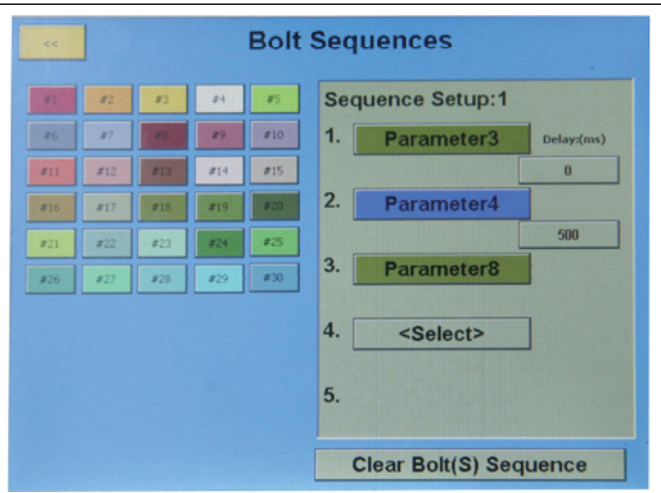 <<
Bolt Sequences
#1 #2 #3 #4 #5
#6 #7 #8 #9 #10
#11 #12 #13 #14 #15
#16 #17 #18 #19 #20
#21 #22 #23 #24 #25
#26 #27 #28 #29 #30
Sequence Setup:1
1. Parameter3 Delay:(ms)
0
2. Parameter4
500
3. Parameter8
4. <Select>
5.
Clear Bolt(S) Sequence